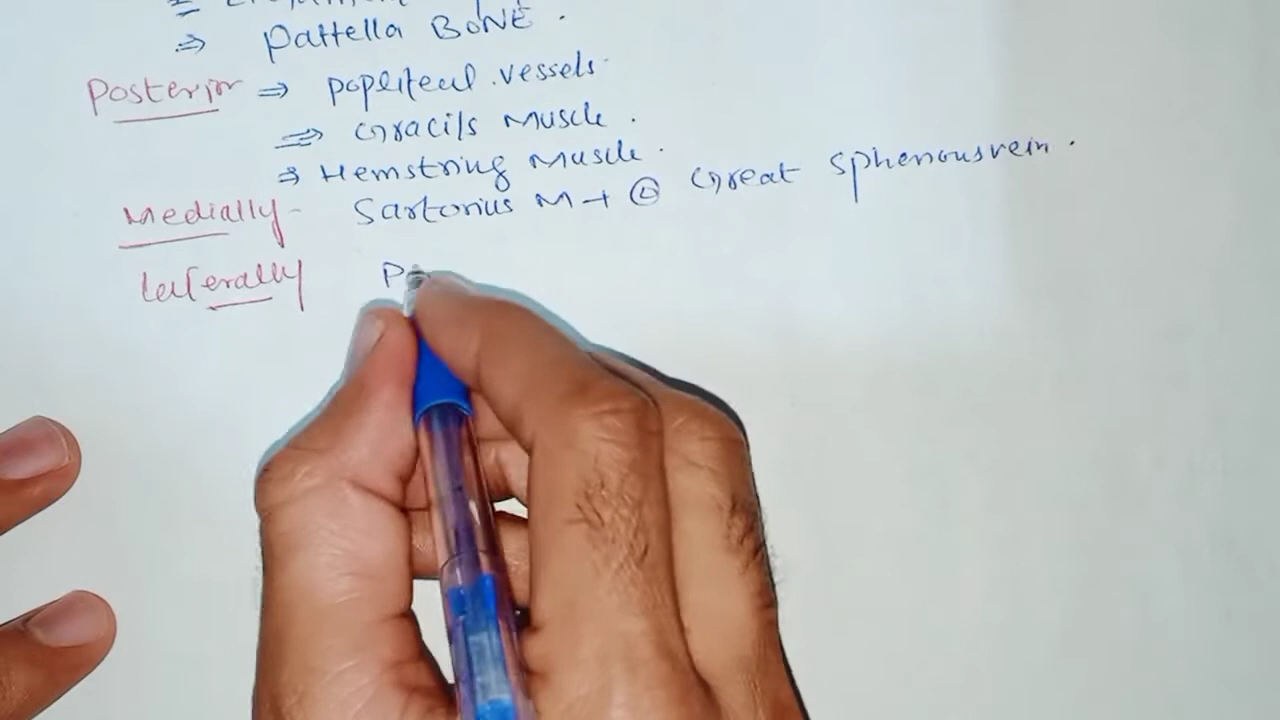 ⇒ Pattella BONE .
Posterior ⇒ popliteal vessels.
⇒ Gracils Muscle .
⇒ Hemstring Muscle .
Medially - Sartorius M + Great Sphenousvein .
laterally P